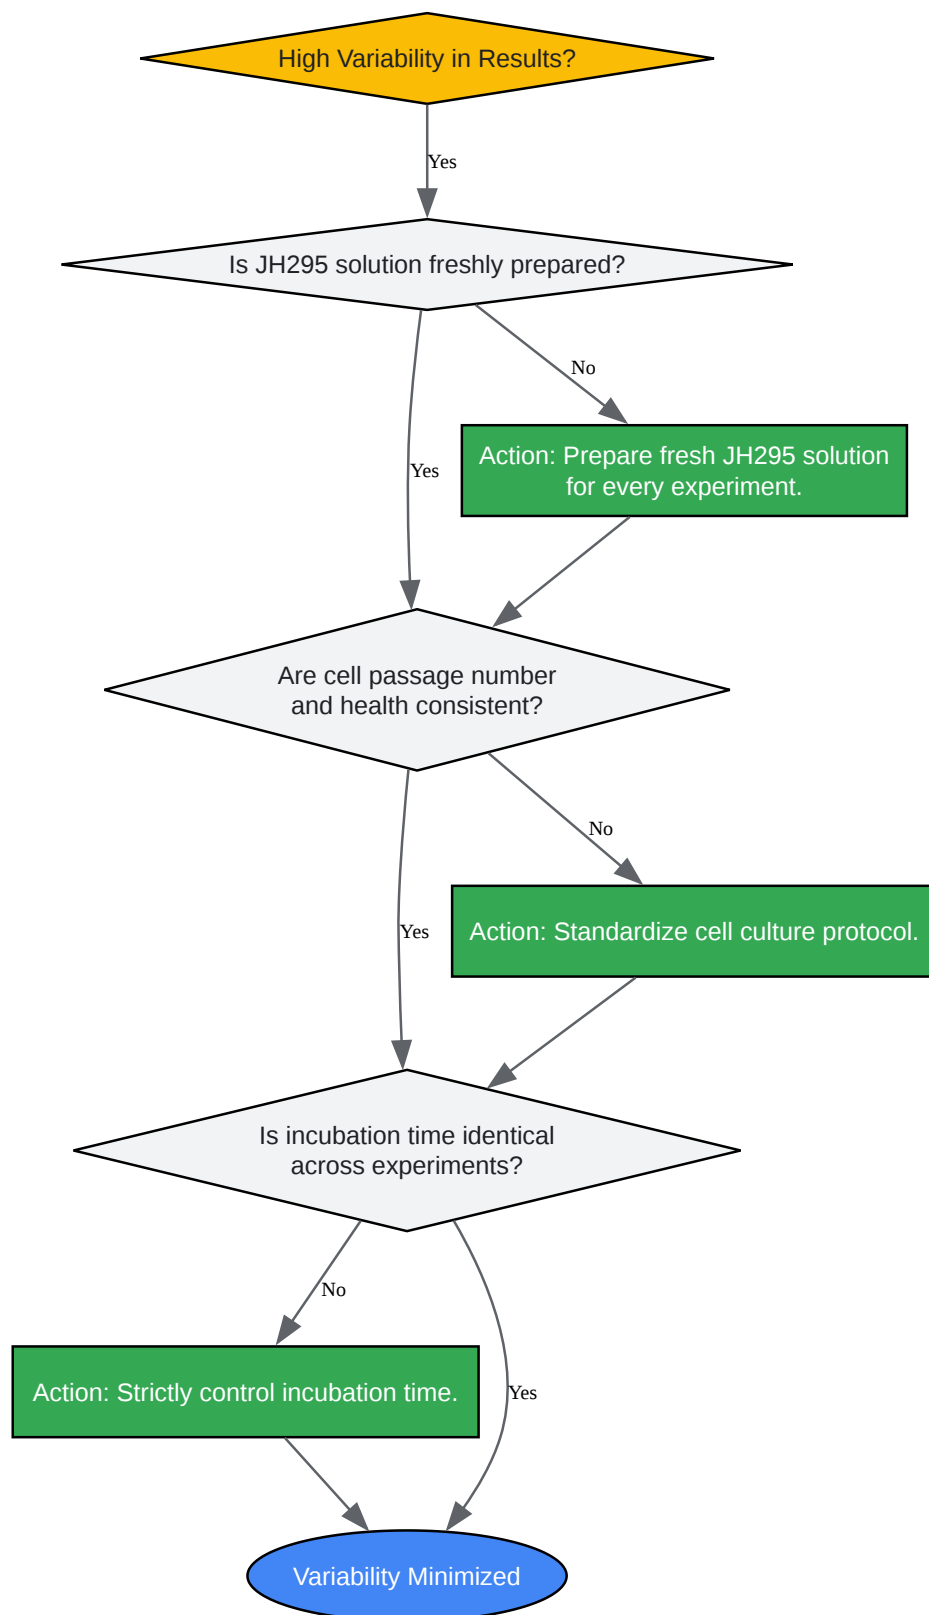 High Variability in Results?
Yes
Is JH295 solution freshly prepared?
No
Action: Prepare fresh JH295 solution
for every experiment.
Yes
Are cell passage number
and health consistent?
No
Action: Standardize cell culture protocol.
Yes
Is incubation time identical
across experiments?
No
Action: Strictly control incubation time.
Yes
Variability Minimized